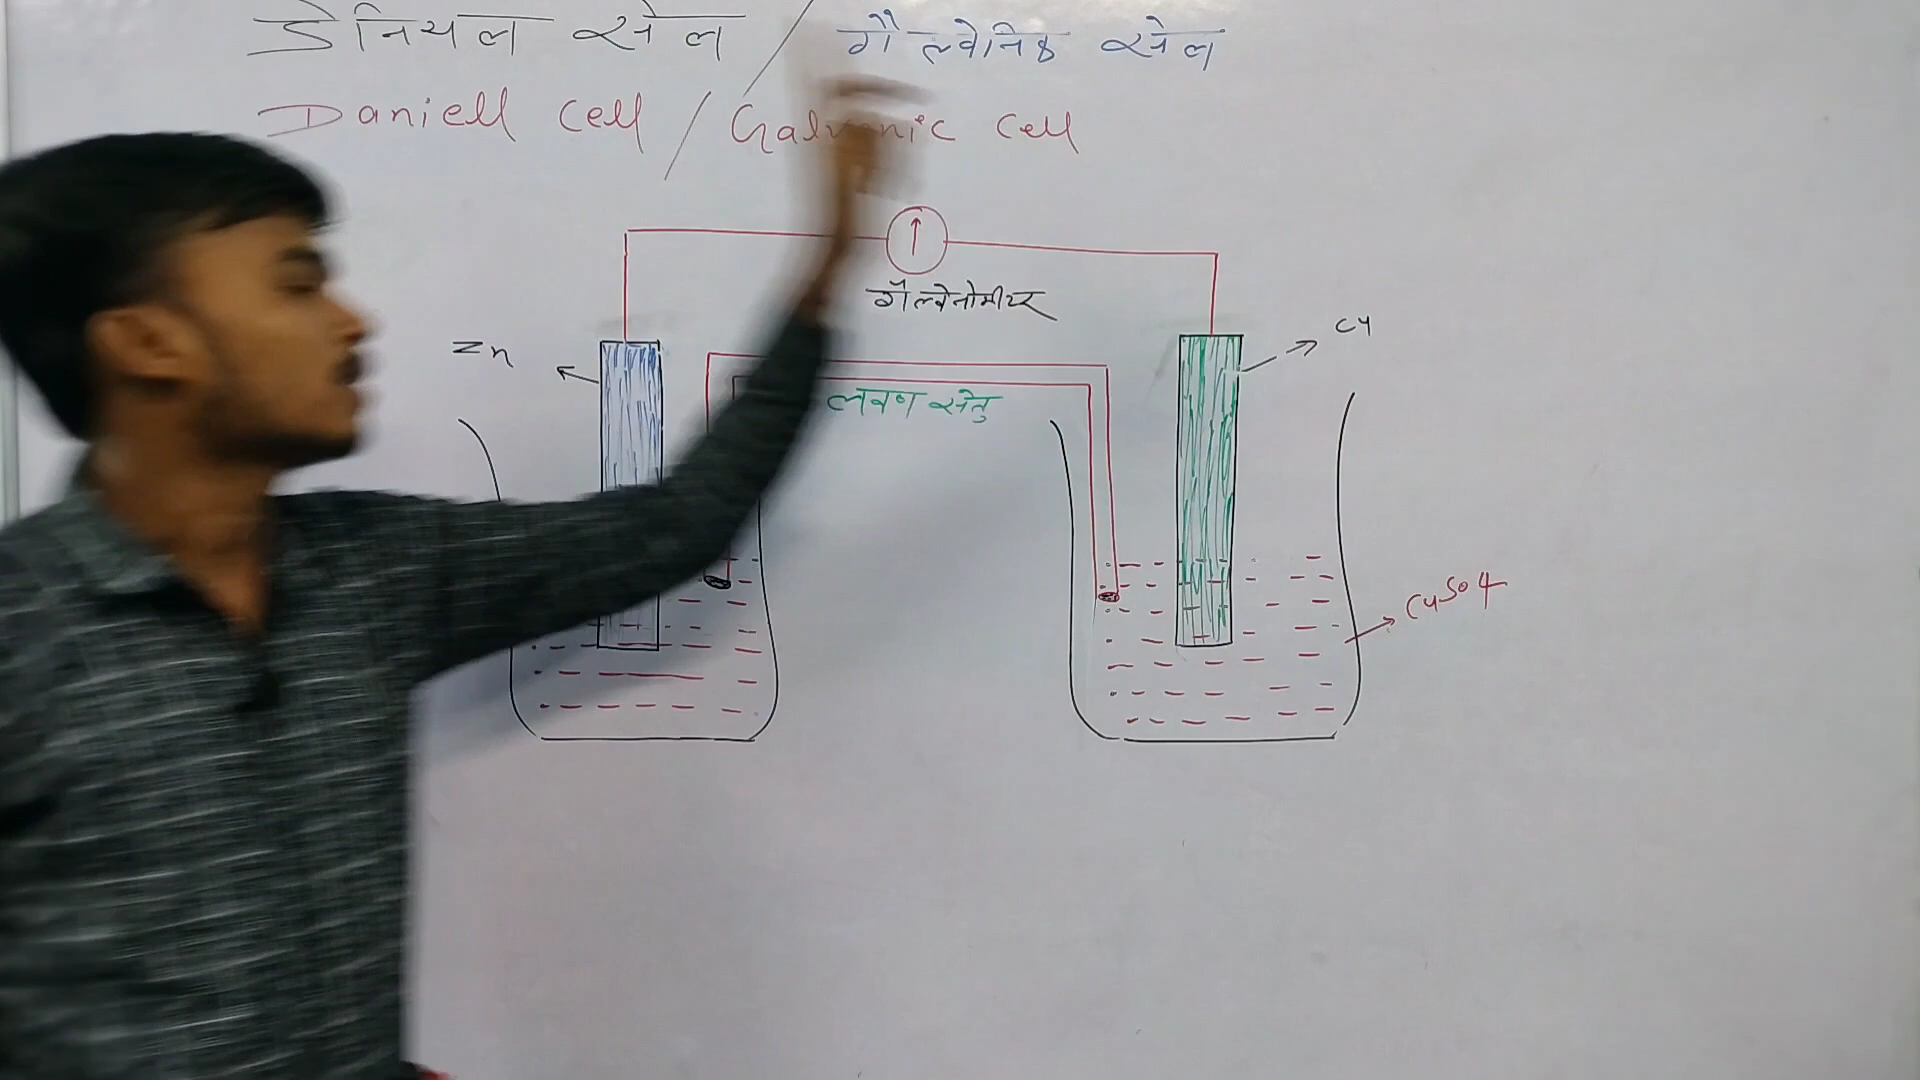 डेनियल सेल / गैल्वेनिक सेल
Daniell Cell / Galvanic Cell
गैल्वेनोमीटर
Cu
Zn
लवण सेतु
CuSo4